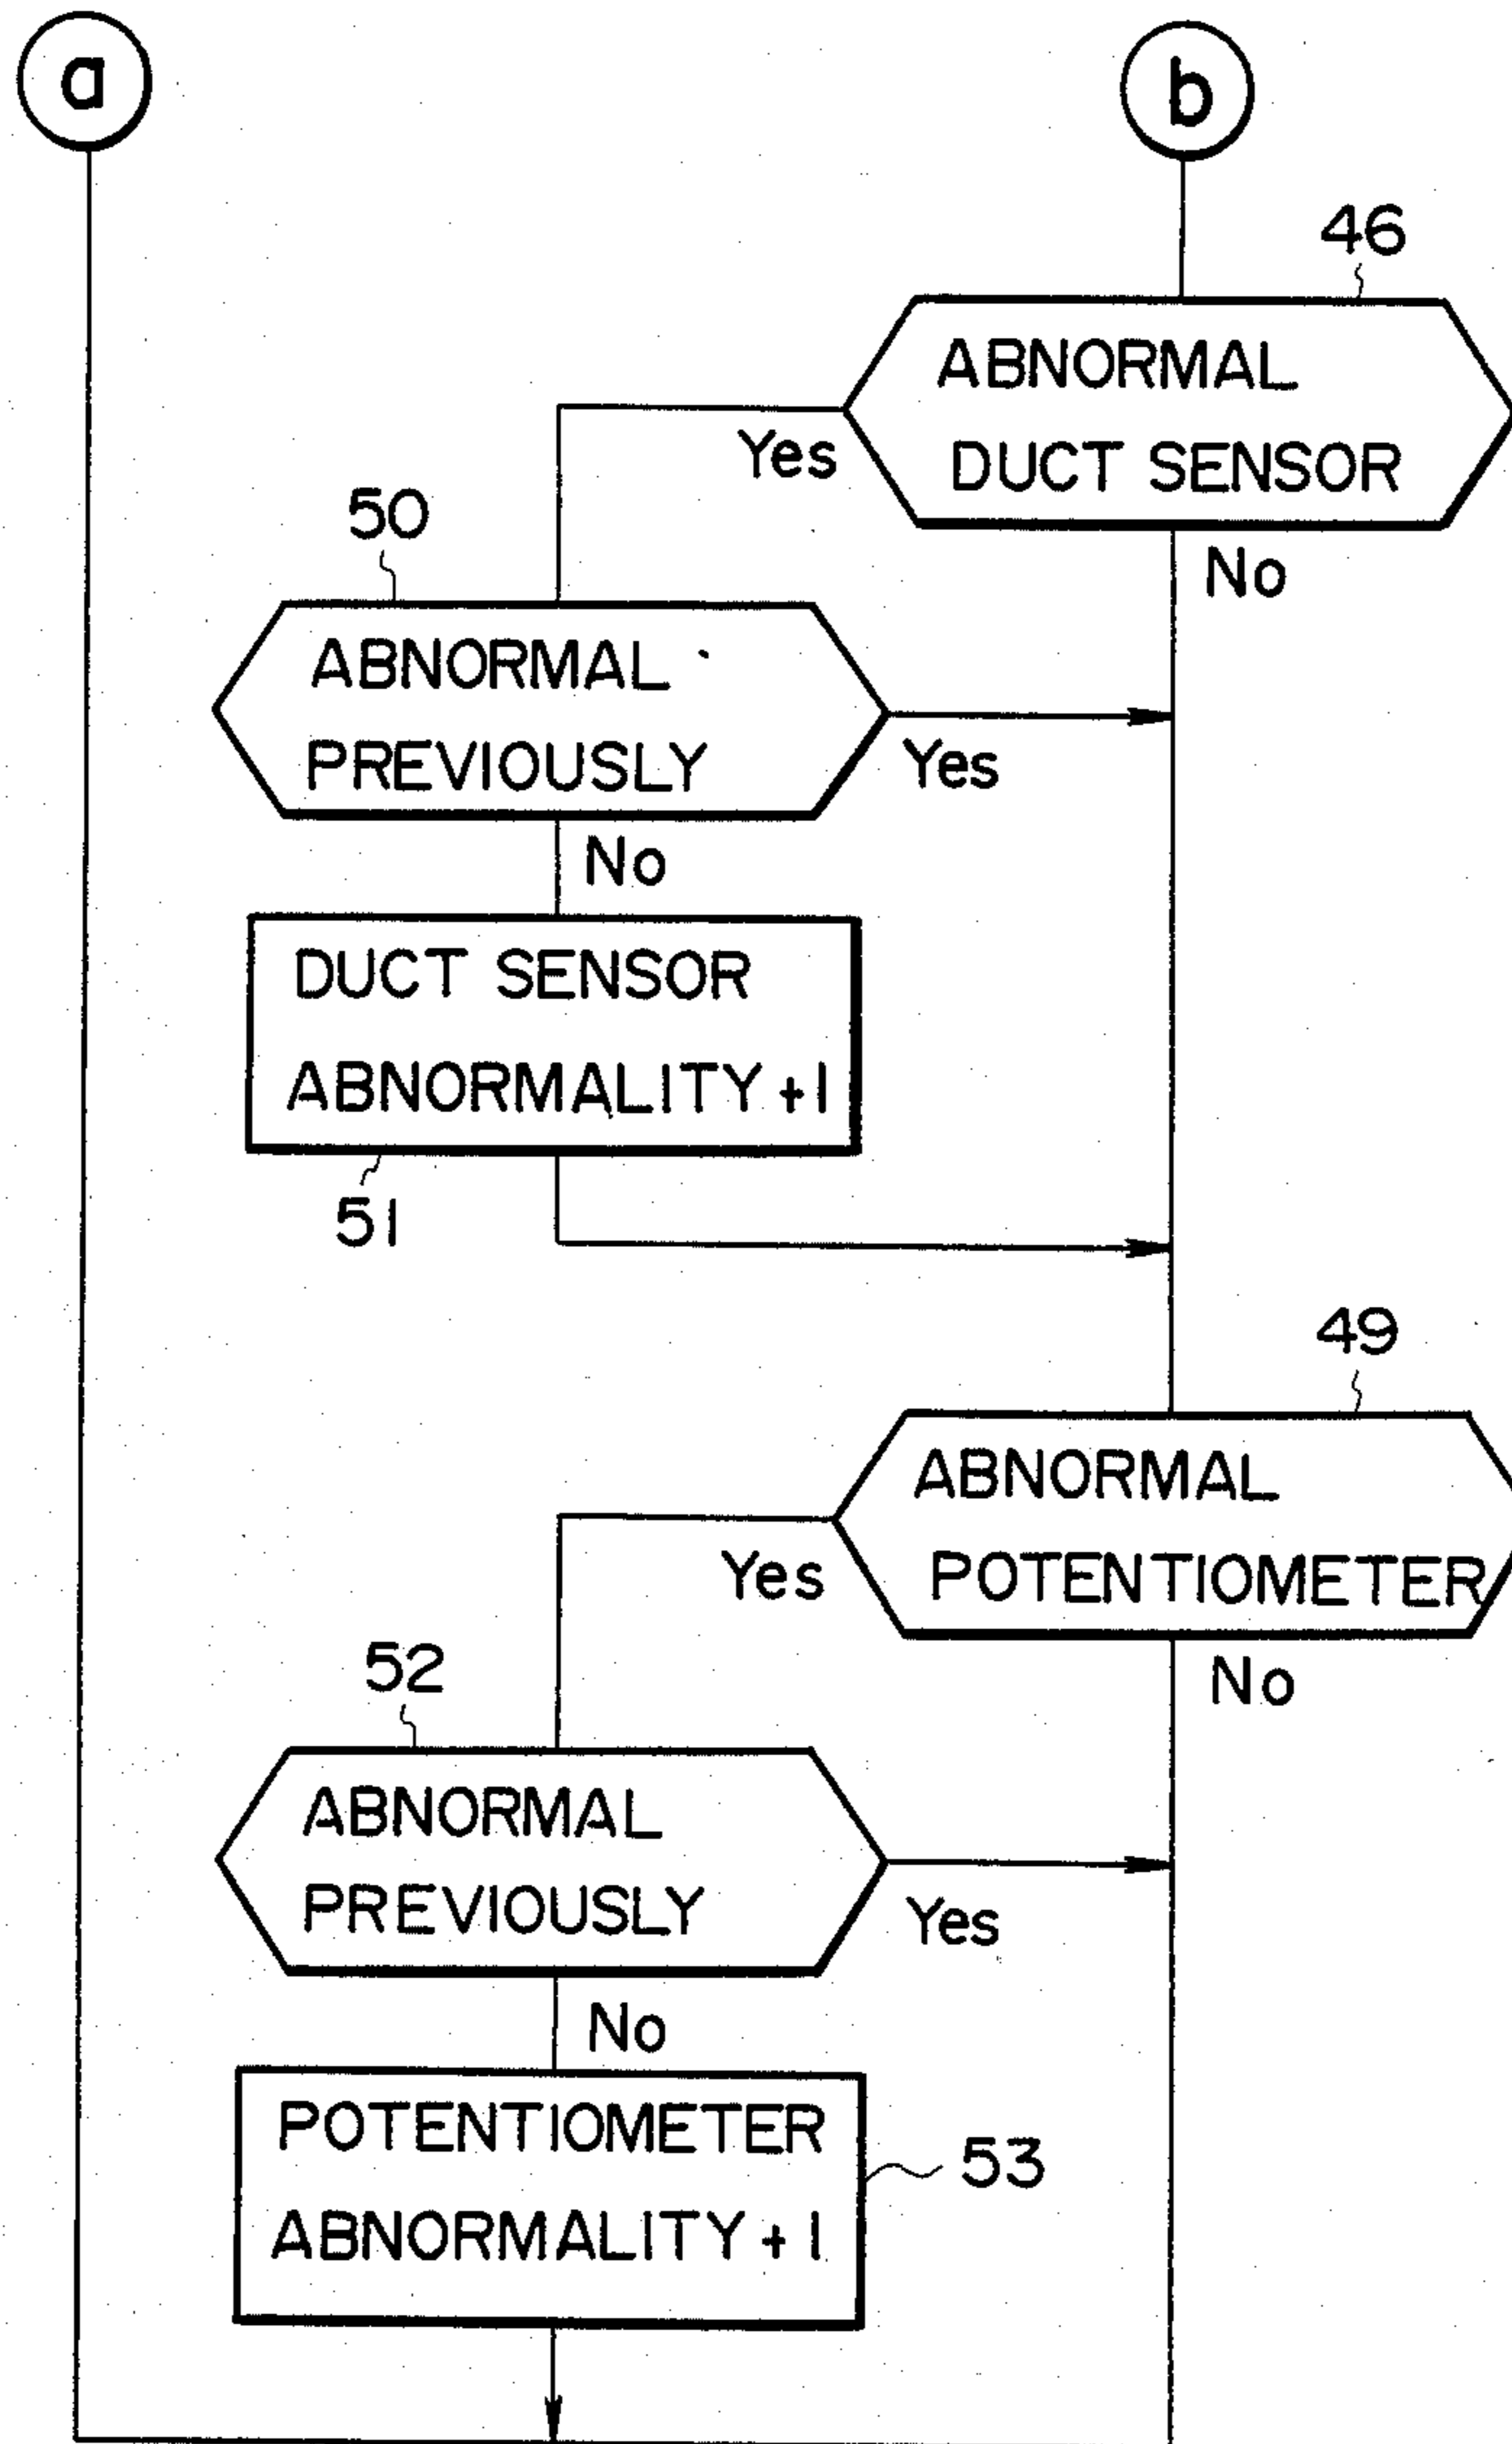 a
b
46
ABNORMAL
DUCT SENSOR
Yes
No
50
ABNORMAL
PREVIOUSLY
Yes
No
DUCT SENSOR
ABNORMALITY +1
51
49
ABNORMAL
POTENTIOMETER
Yes
No
52
ABNORMAL
PREVIOUSLY
Yes
No
POTENTIOMETER
ABNORMALITY +1
53